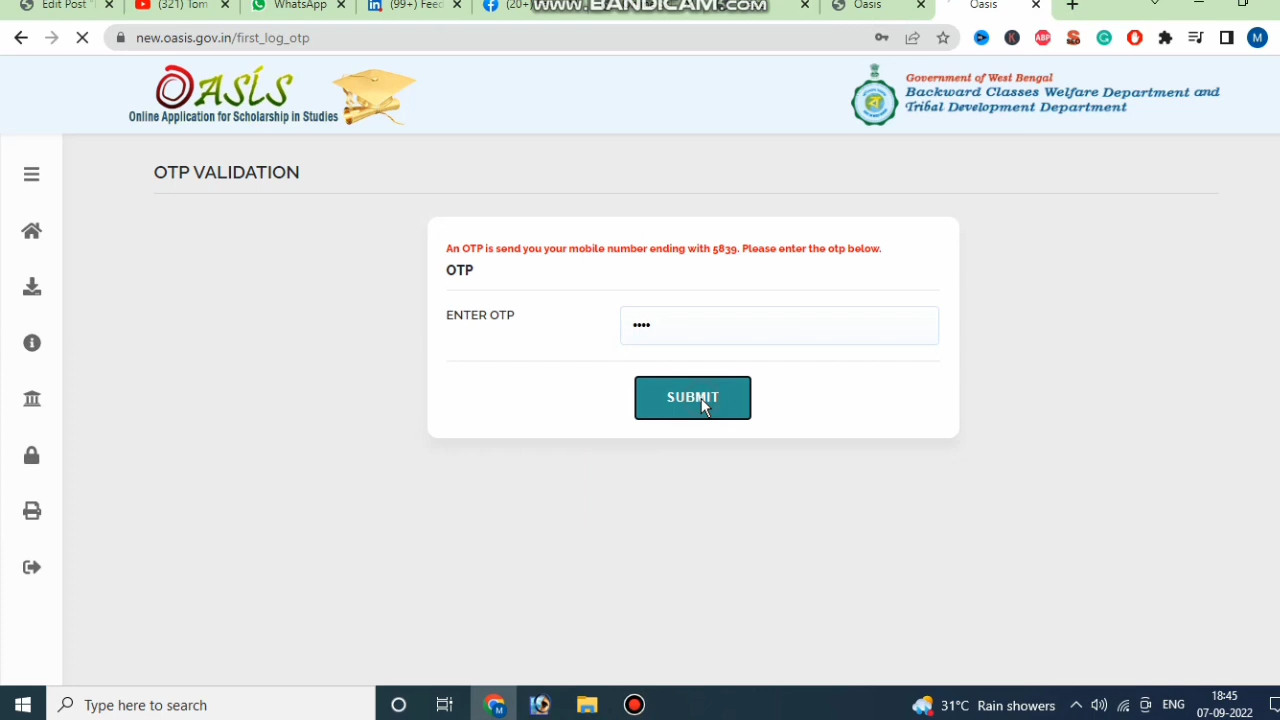 Edit Post "
(321) Tom
WhatsApp
(99+) Feed
(20+
WWW.BANDICAM.COM
Oasis
Oasis
new.oasis.gov.in/first_log_otp
ABP
M
OASiS
Online Application for Scholarship in Studies
Government of West Bengal
Backward Classes Welfare Department and
Tribal Development Department
OTP VALIDATION
An OTP is send you your mobile number ending with 5839. Please enter the otp below.
OTP
ENTER OTP
••••
SUBMIT
Type here to search
31°C Rain showers
ENG
18:45
07-09-2022